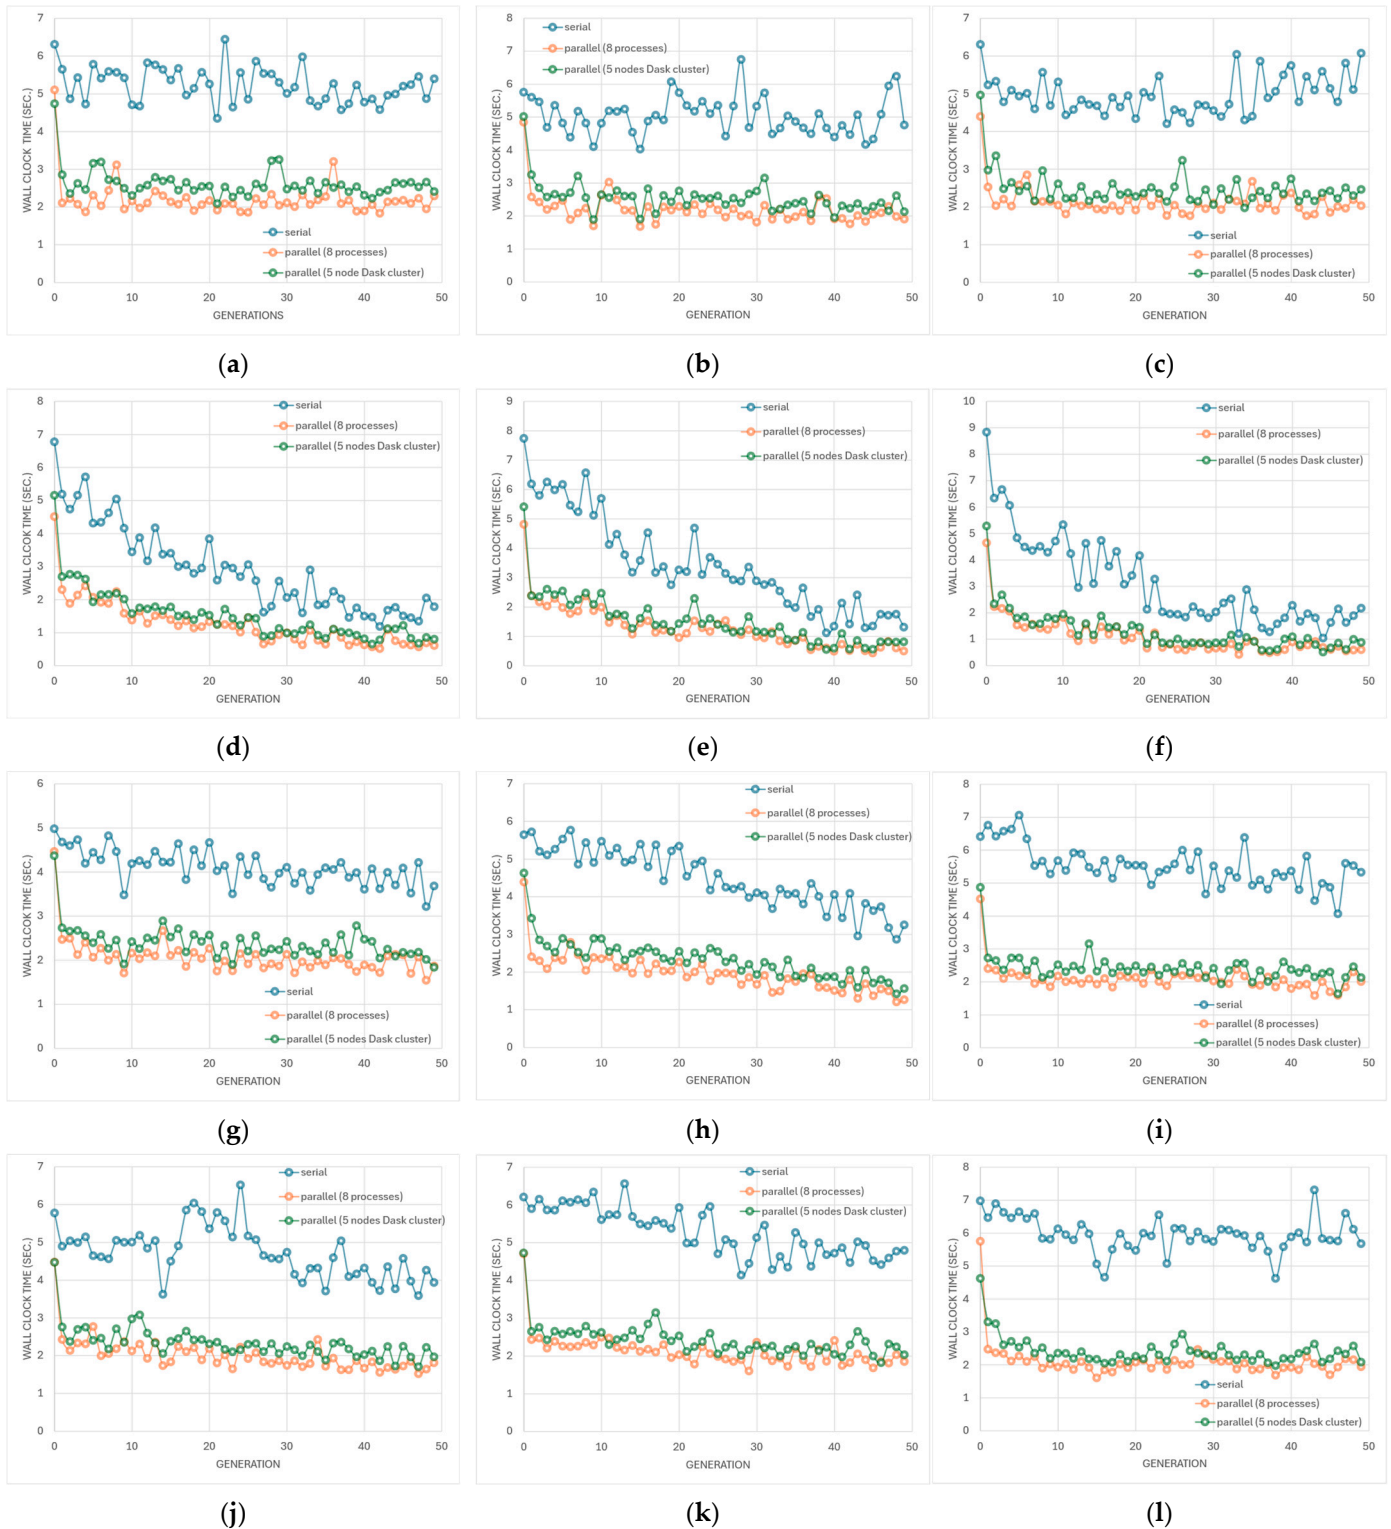 7
6
5
4
3
2
1
0
WALL CLOCK TIME (SEC.)
serial
parallel (8 processes)
parallel (5 node Dask cluster)
0 10 20 30 40 50
GENERATIONS
(a)
8
7
6
5
4
3
2
1
0
WALL CLOCK TIME (SEC.)
serial
parallel (8 processes)
parallel (5 nodes Dask cluster)
0 10 20 30 40 50
GENERATION
(b)
7
6
5
4
3
2
1
0
WALL CLOCK TIME (SEC.)
serial
parallel (8 processes)
parallel (5 nodes Dask cluster)
0 10 20 30 40 50
GENERATION
(c)
8
7
6
5
4
3
2
1
0
WALL CLCOK TIME (SEC.)
serial
parallel (8 processes)
parallel (5 nodes Dask cluster)
0 10 20 30 40 50
GENERATION
(d)
9
8
7
6
5
4
3
2
1
0
WALL CLOCK TIME (SEC.)
serial
parallel (8 processes)
parallel (5 nodes Dask cluster)
0 10 20 30 40 50
GENERATION
(e)
10
9
8
7
6
5
4
3
2
1
0
WALL CLOCK TIME (SEC.)
serial
parallel (8 processes)
parallel (5 nodes Dask cluster)
0 10 20 30 40 50
GENERATION
(f)
6
5
4
3
2
1
0
WALL CLCOK TIME (SEC.)
serial
parallel (8 processes)
parallel (5 nodes Dask cluster)
0 10 20 30 40 50
GENERATION
(g)
7
6
5
4
3
2
1
0
WALL CLOCK TIME (SEC.)
serial
parallel (8 processes)
parallel (5 nodes Dask cluster)
0 10 20 30 40 50
GENERATION
(h)
8
7
6
5
4
3
2
1
0
WALL CLOCK TIME (SEC.)
serial
parallel (8 processes)
parallel (5 nodes Dask cluster)
0 10 20 30 40 50
GENERATION
(i)
7
6
5
4
3
2
1
0
WALL CLOCK TIME (SEC.)
serial
parallel (8 processes)
parallel (5 nodes Dask cluster)
0 10 20 30 40 50
GENERATION
(j)
7
6
5
4
3
2
1
0
WALL CLOCK TIME (SEC.)
serial
parallel (8 processes)
parallel (5 nodes Dask cluster)
0 10 20 30 40 50
GENERATION
(k)
8
7
6
5
4
3
2
1
0
WALL CLOCK TIME (SEC.)
serial
parallel (8 processes)
parallel (5 nodes Dask cluster)
0 10 20 30 40 50
GENERATION
(l)